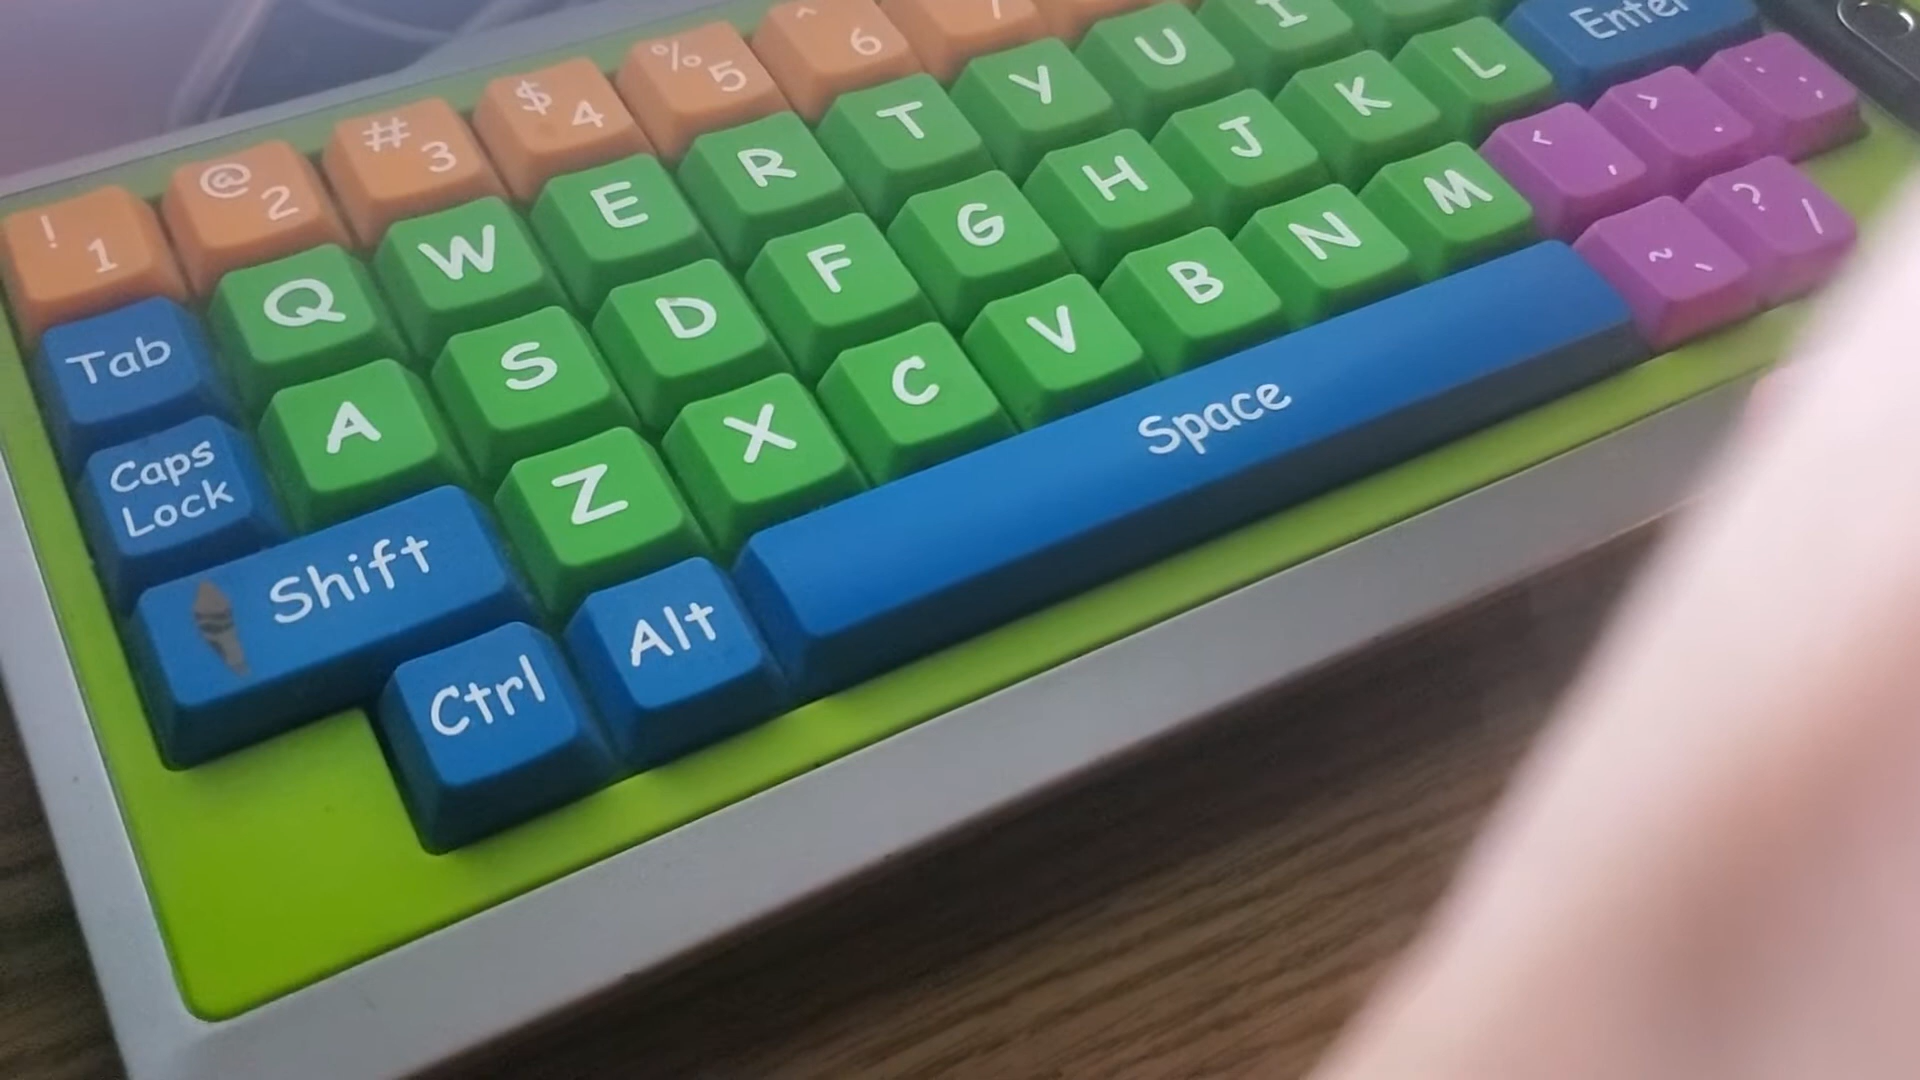 ! 1 @ 2 # 3 $ 4 % 5 ^ 6
Tab Q W E R T Y U I
Caps Lock A S D F G H J K L Enter
Shift Z X C V B N M < , > . : ;
Ctrl Alt Space ~ ` ? /